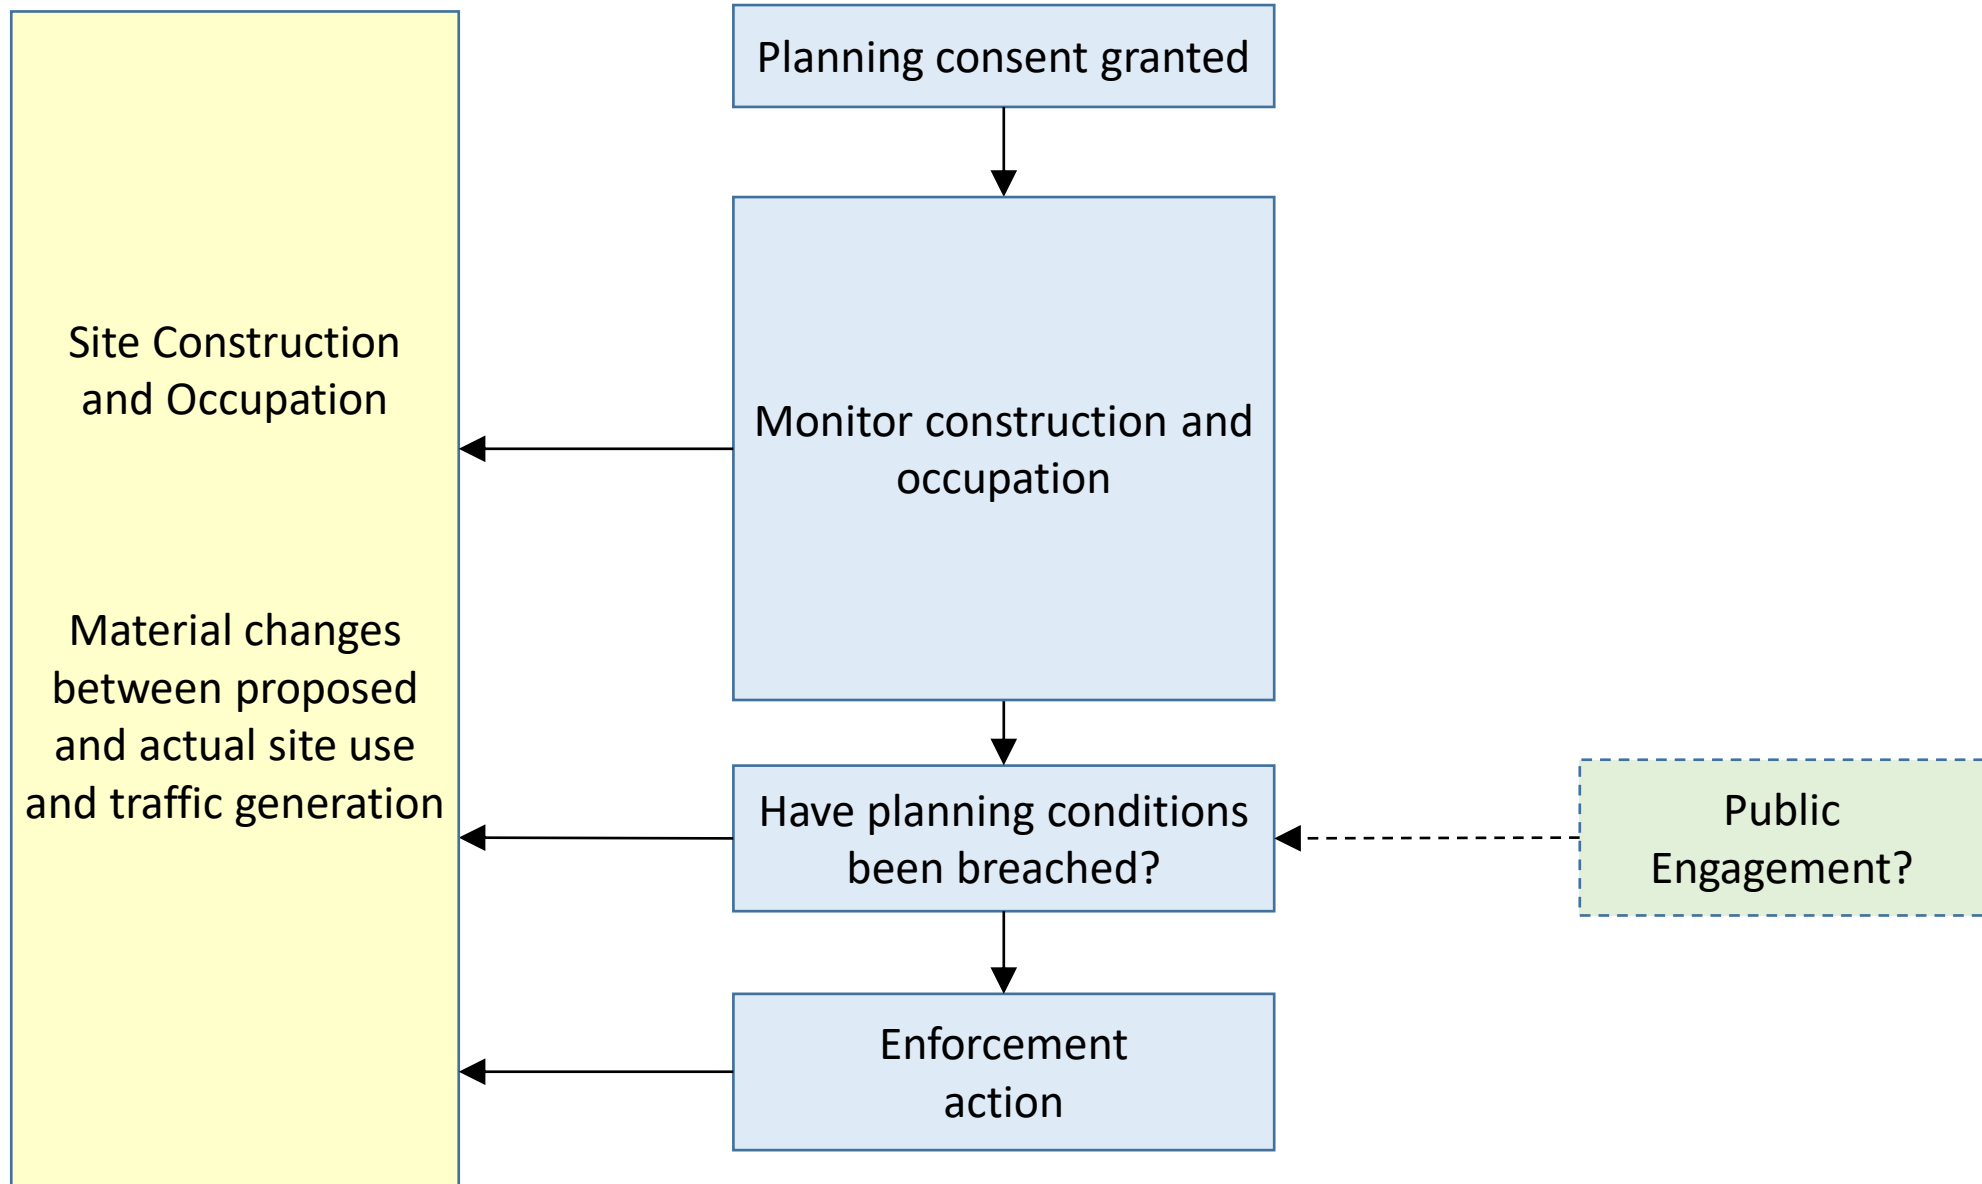 Planning consent granted
Site Construction
and Occupation
Material changes
between proposed
and actual site use
and traffic generation
Monitor construction and
occupation
Have planning conditions
been breached?
Public
Engagement?
Enforcement
action